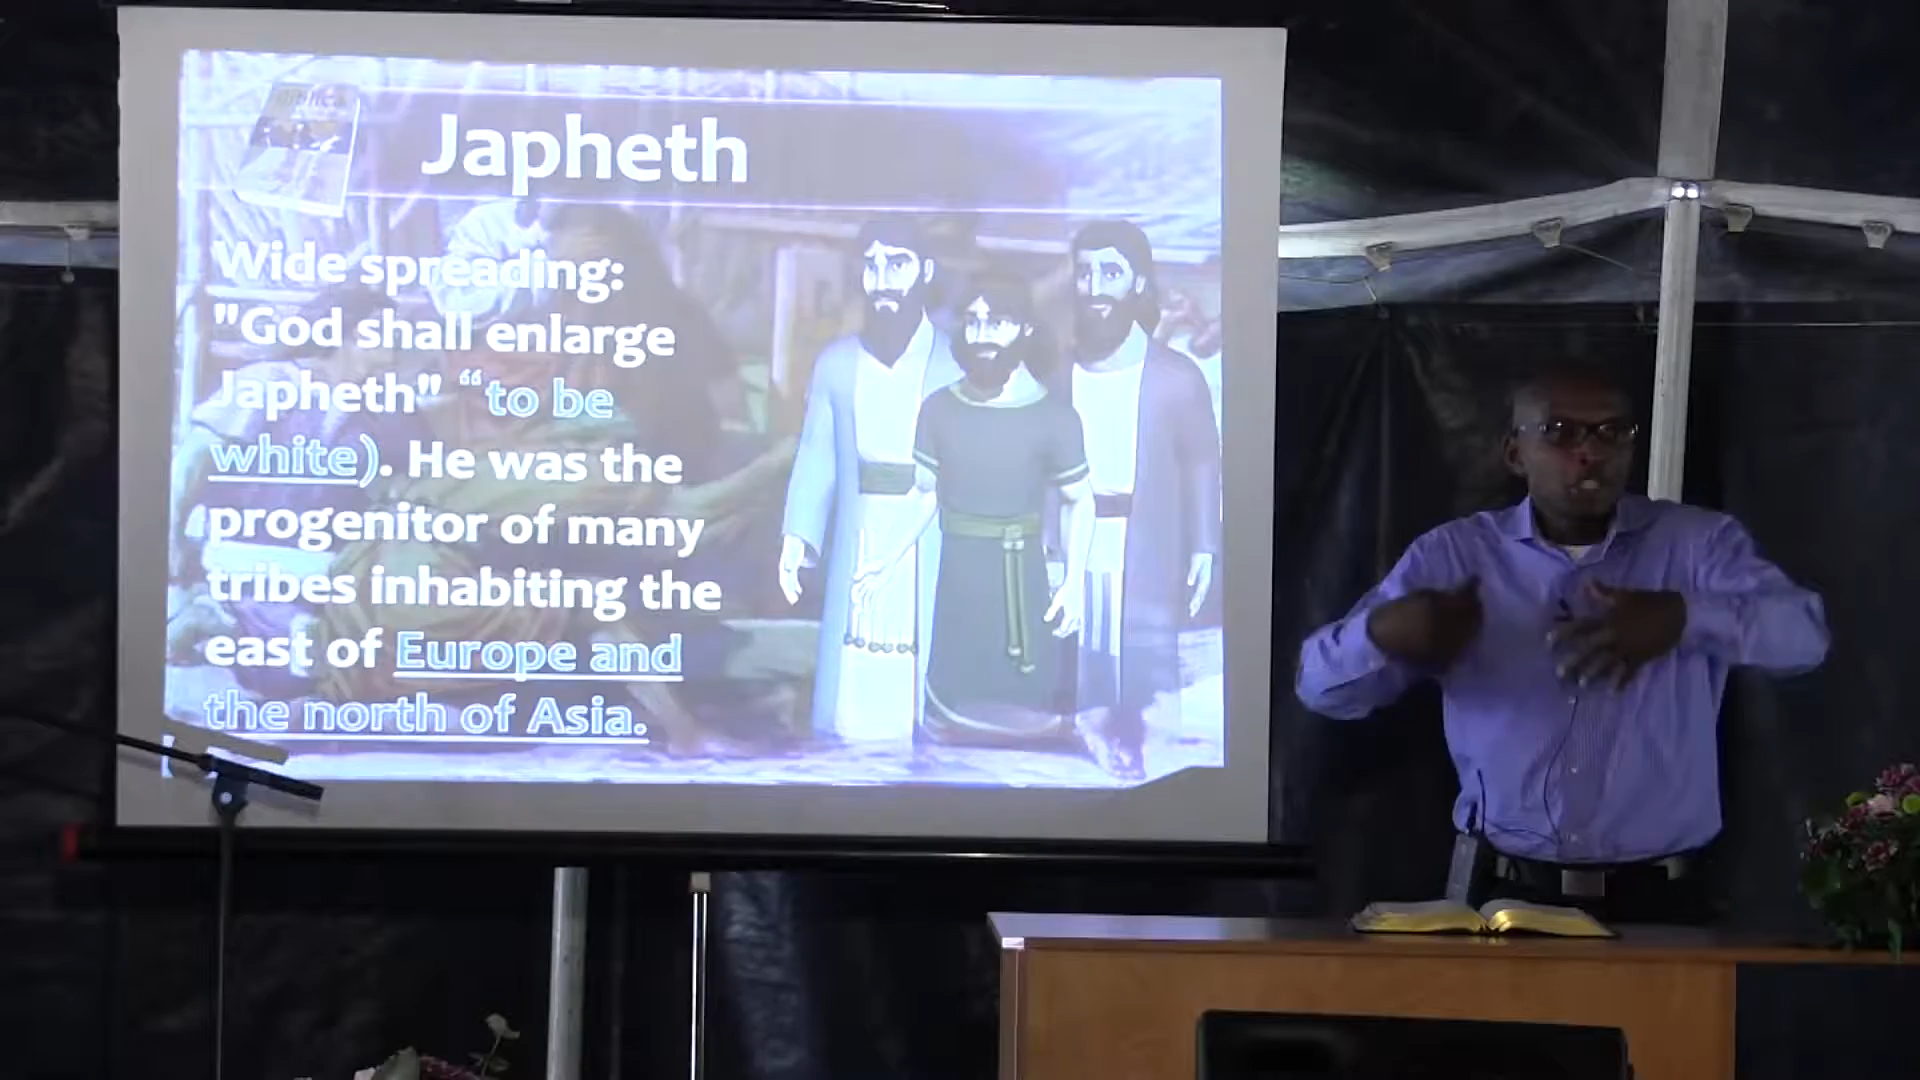 Japheth
Wide spreading:
"God shall enlarge
Japheth" “to be
white). He was the
progenitor of many
tribes inhabiting the
east of Europe and
the north of Asia.